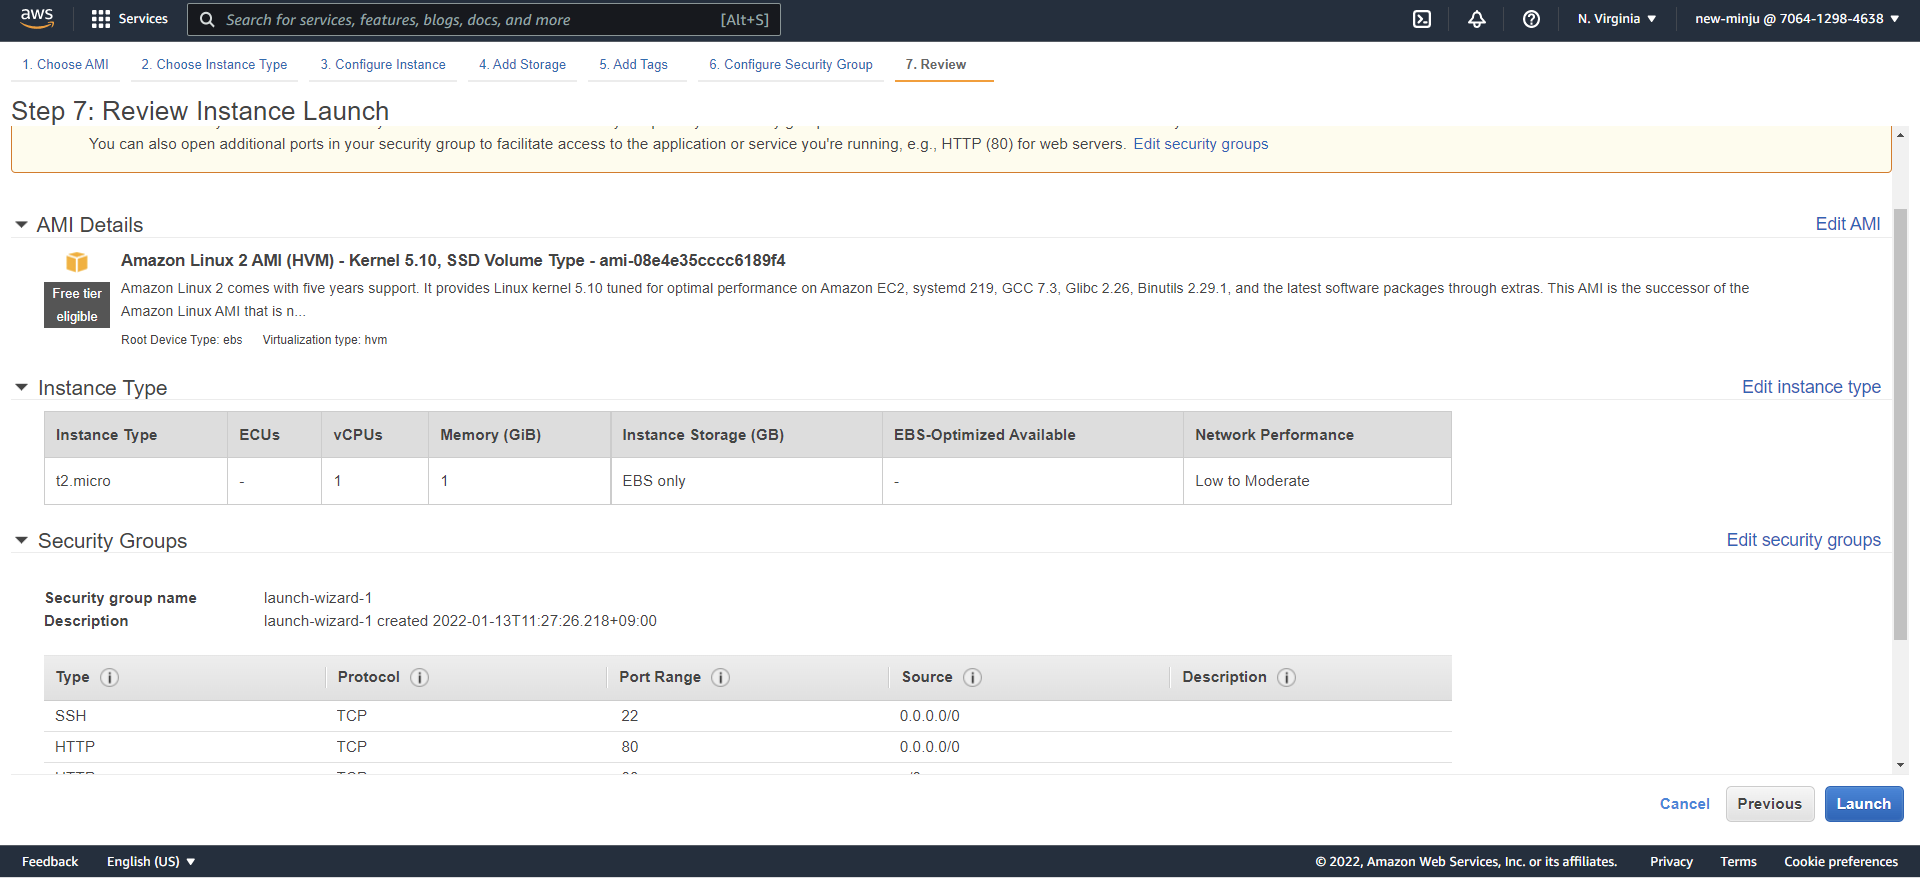 aws Services Search for services, features, blogs, docs, and more [Alt+S] N. Virginia ▼ new-minju @ 7064-1298-4638 ▼
1. Choose AMI 2. Choose Instance Type 3. Configure Instance 4. Add Storage 5. Add Tags 6. Configure Security Group 7. Review
Step 7: Review Instance Launch
You can also open additional ports in your security group to facilitate access to the application or service you're running, e.g., HTTP (80) for web servers. Edit security groups
AMI Details Edit AMI
Amazon Linux 2 AMI (HVM) - Kernel 5.10, SSD Volume Type - ami-08e4e35cccc6189f4
Free tier eligible
Amazon Linux 2 comes with five years support. It provides Linux kernel 5.10 tuned for optimal performance on Amazon EC2, systemd 219, GCC 7.3, Glibc 2.26, Binutils 2.29.1, and the latest software packages through extras. This AMI is the successor of the
Amazon Linux AMI that is n...
Root Device Type: ebs Virtualization type: hvm
Instance Type Edit instance type
Instance Type ECUs vCPUs Memory (GiB) Instance Storage (GB) EBS-Optimized Available Network Performance
t2.micro - 1 1 EBS only - Low to Moderate
Security Groups Edit security groups
Security group name launch-wizard-1
Description launch-wizard-1 created 2022-01-13T11:27:26.218+09:00
Type Protocol Port Range Source Description
SSH TCP 22 0.0.0.0/0
HTTP TCP 80 0.0.0.0/0
Cancel Previous Launch
Feedback English (US) ▼ © 2022, Amazon Web Services, Inc. or its affiliates. Privacy Terms Cookie preferences